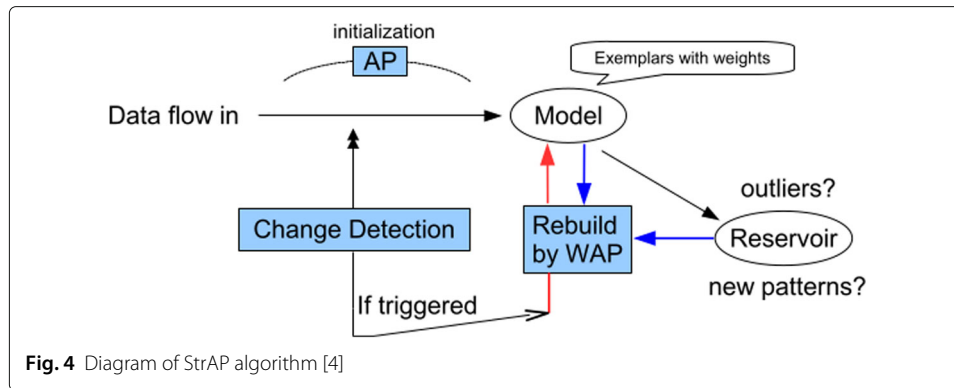 initialization
AP
Exemplars with weights
Data flow in
Model
outliers?
Change Detection
Rebuild
by WAP
Reservoir
new patterns?
If triggered
Fig. 4 Diagram of StrAP algorithm [4]